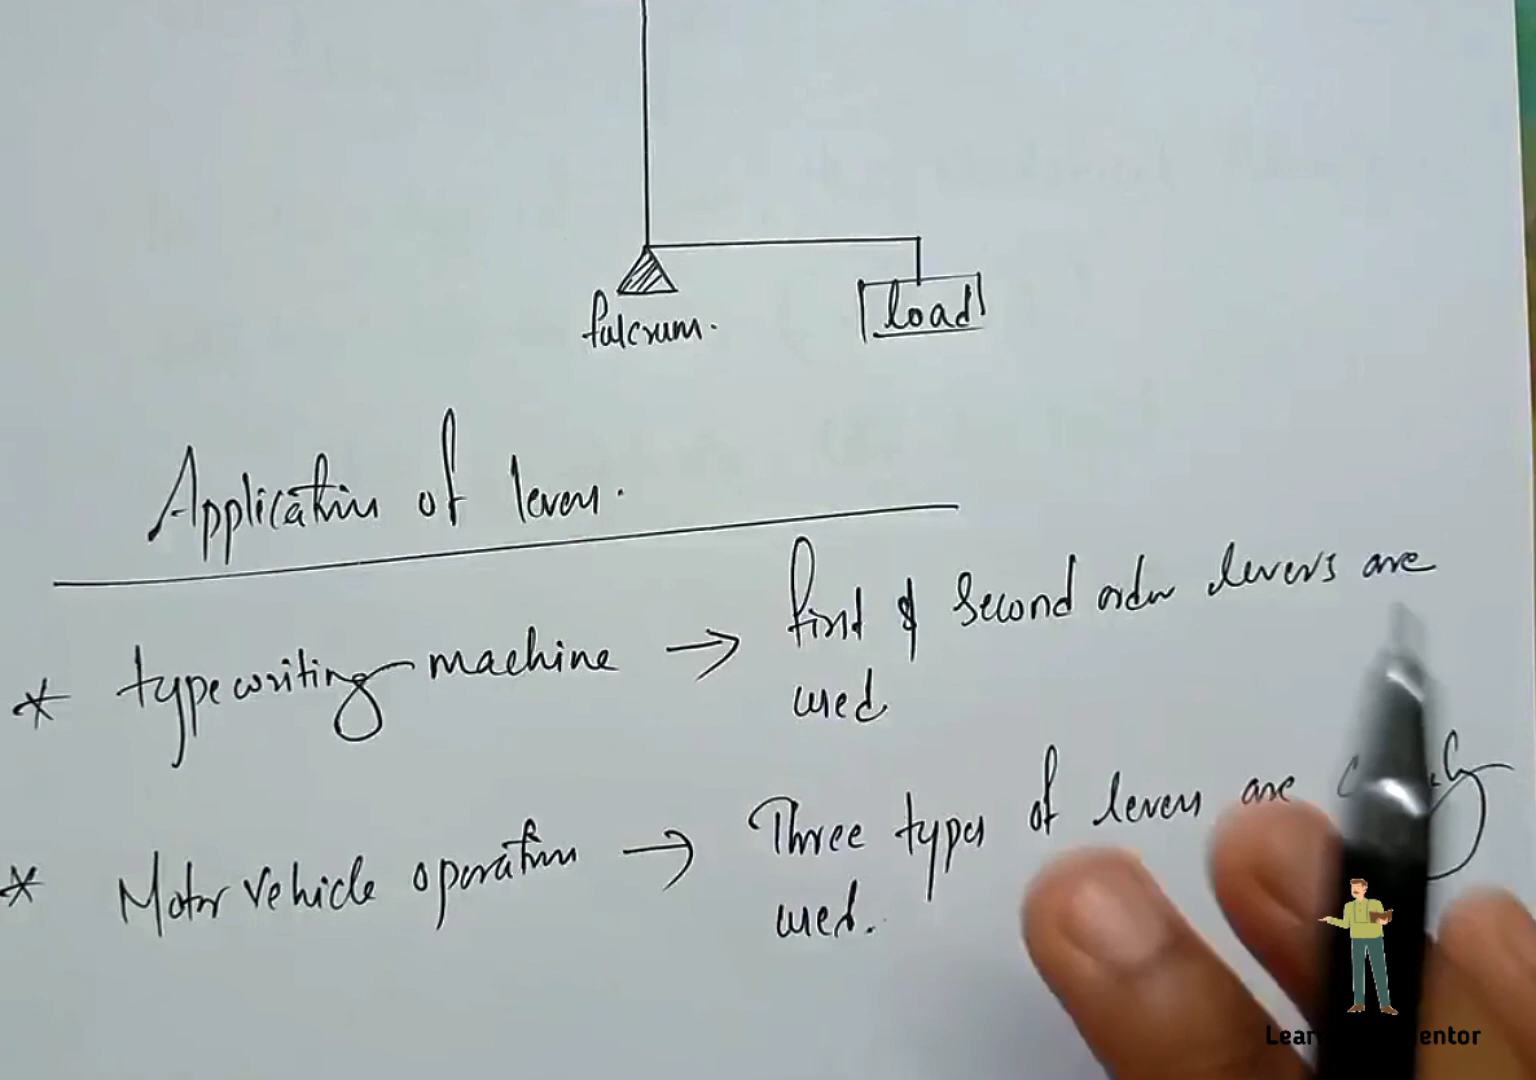 fulcrum.
load
Application of levers.
* typewriting machine → first & second order levers are
used
* Motor vehicle operation → Three types of levers are
used.